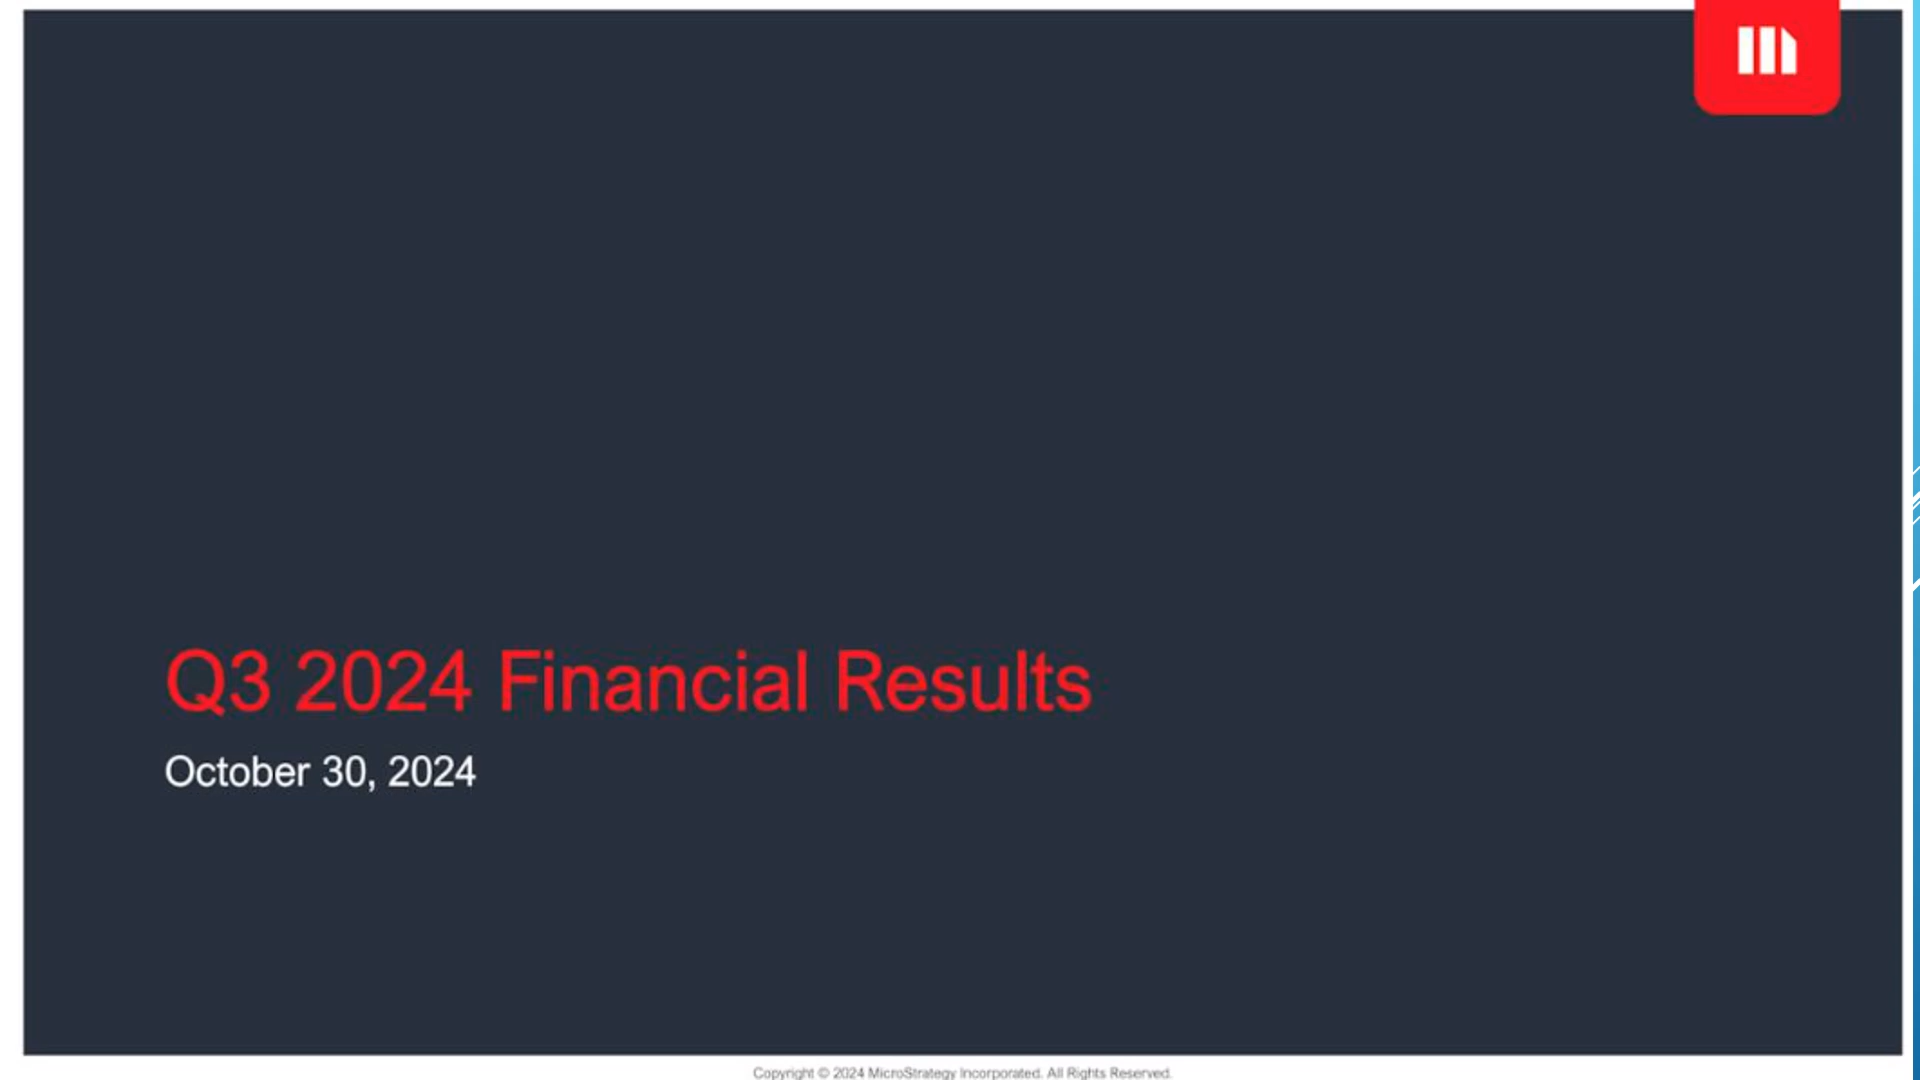 Q3 2024 Financial Results
October 30, 2024
Copyright © 2024 MicroStrategy Incorporated. All Rights Reserved.